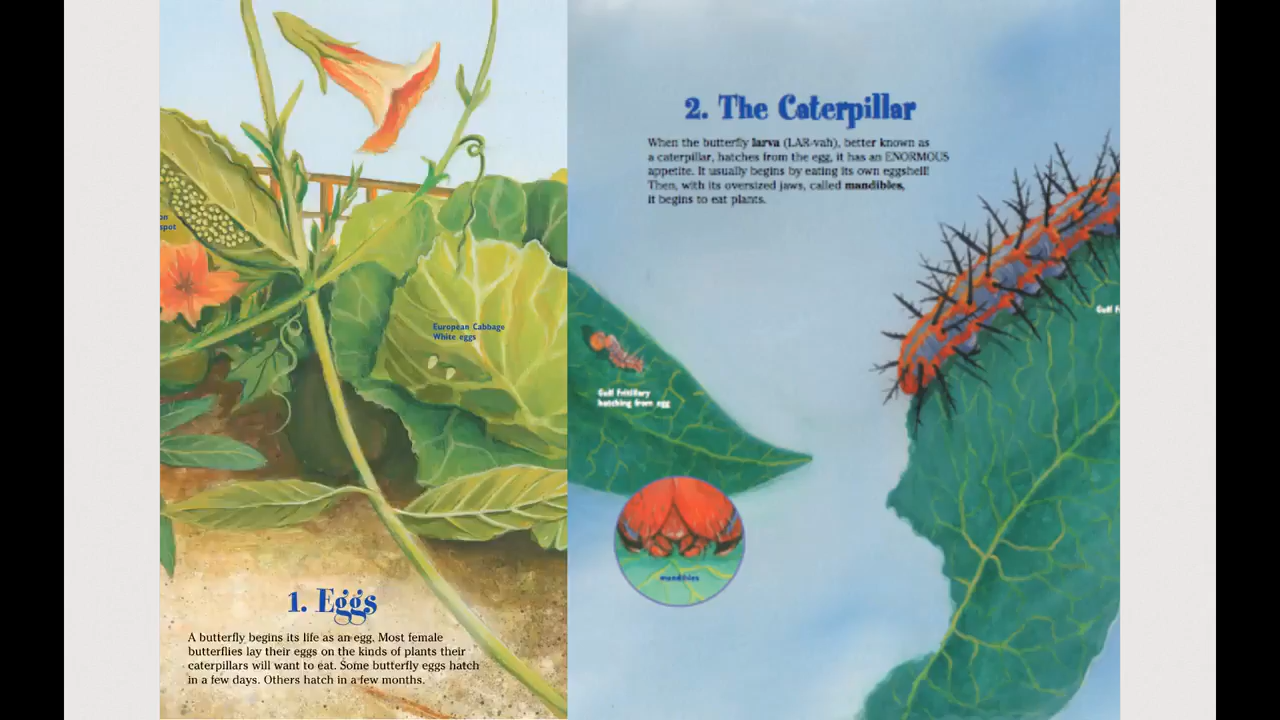 on
spot
European Cabbage
White eggs
1. Eggs
A butterfly begins its life as an egg. Most female
butterflies lay their eggs on the kinds of plants their
caterpillars will want to eat. Some butterfly eggs hatch
in a few days. Others hatch in a few months.
2. The Caterpillar
When the butterfly larva (LAR-vah), better known as
a caterpillar, hatches from the egg, it has an ENORMOUS
appetite. It usually begins by eating its own eggshell!
Then, with its oversized jaws, called mandibles,
it begins to eat plants.
Gulf Fritillary
hatching from egg
mandibles
Gulf